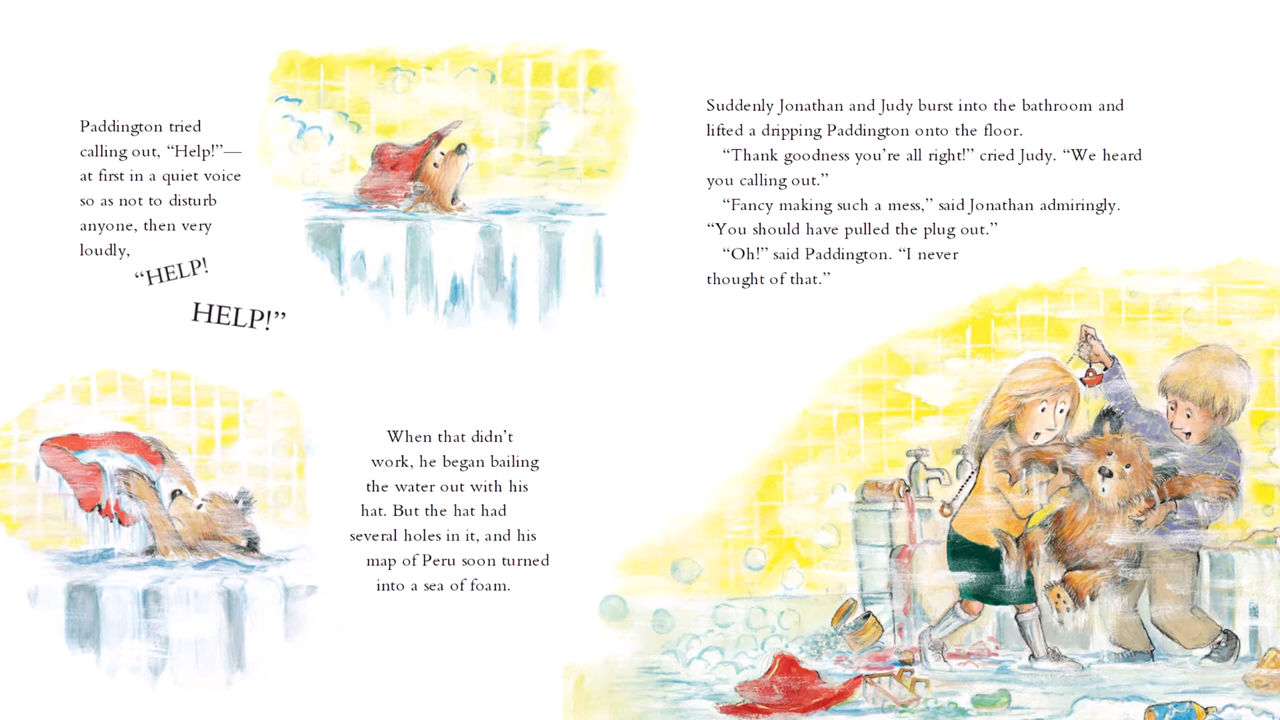 Paddington tried
calling out, “Help!”—
at first in a quiet voice
so as not to disturb
anyone, then very
loudly,
“HELP!
HELP!”
When that didn’t
work, he began bailing
the water out with his
hat. But the hat had
several holes in it, and his
map of Peru soon turned
into a sea of foam.
Suddenly Jonathan and Judy burst into the bathroom and
lifted a dripping Paddington onto the floor.
“Thank goodness you’re all right!” cried Judy. “We heard
you calling out.”
“Fancy making such a mess,” said Jonathan admiringly.
“You should have pulled the plug out.”
“Oh!” said Paddington. “I never
thought of that.”